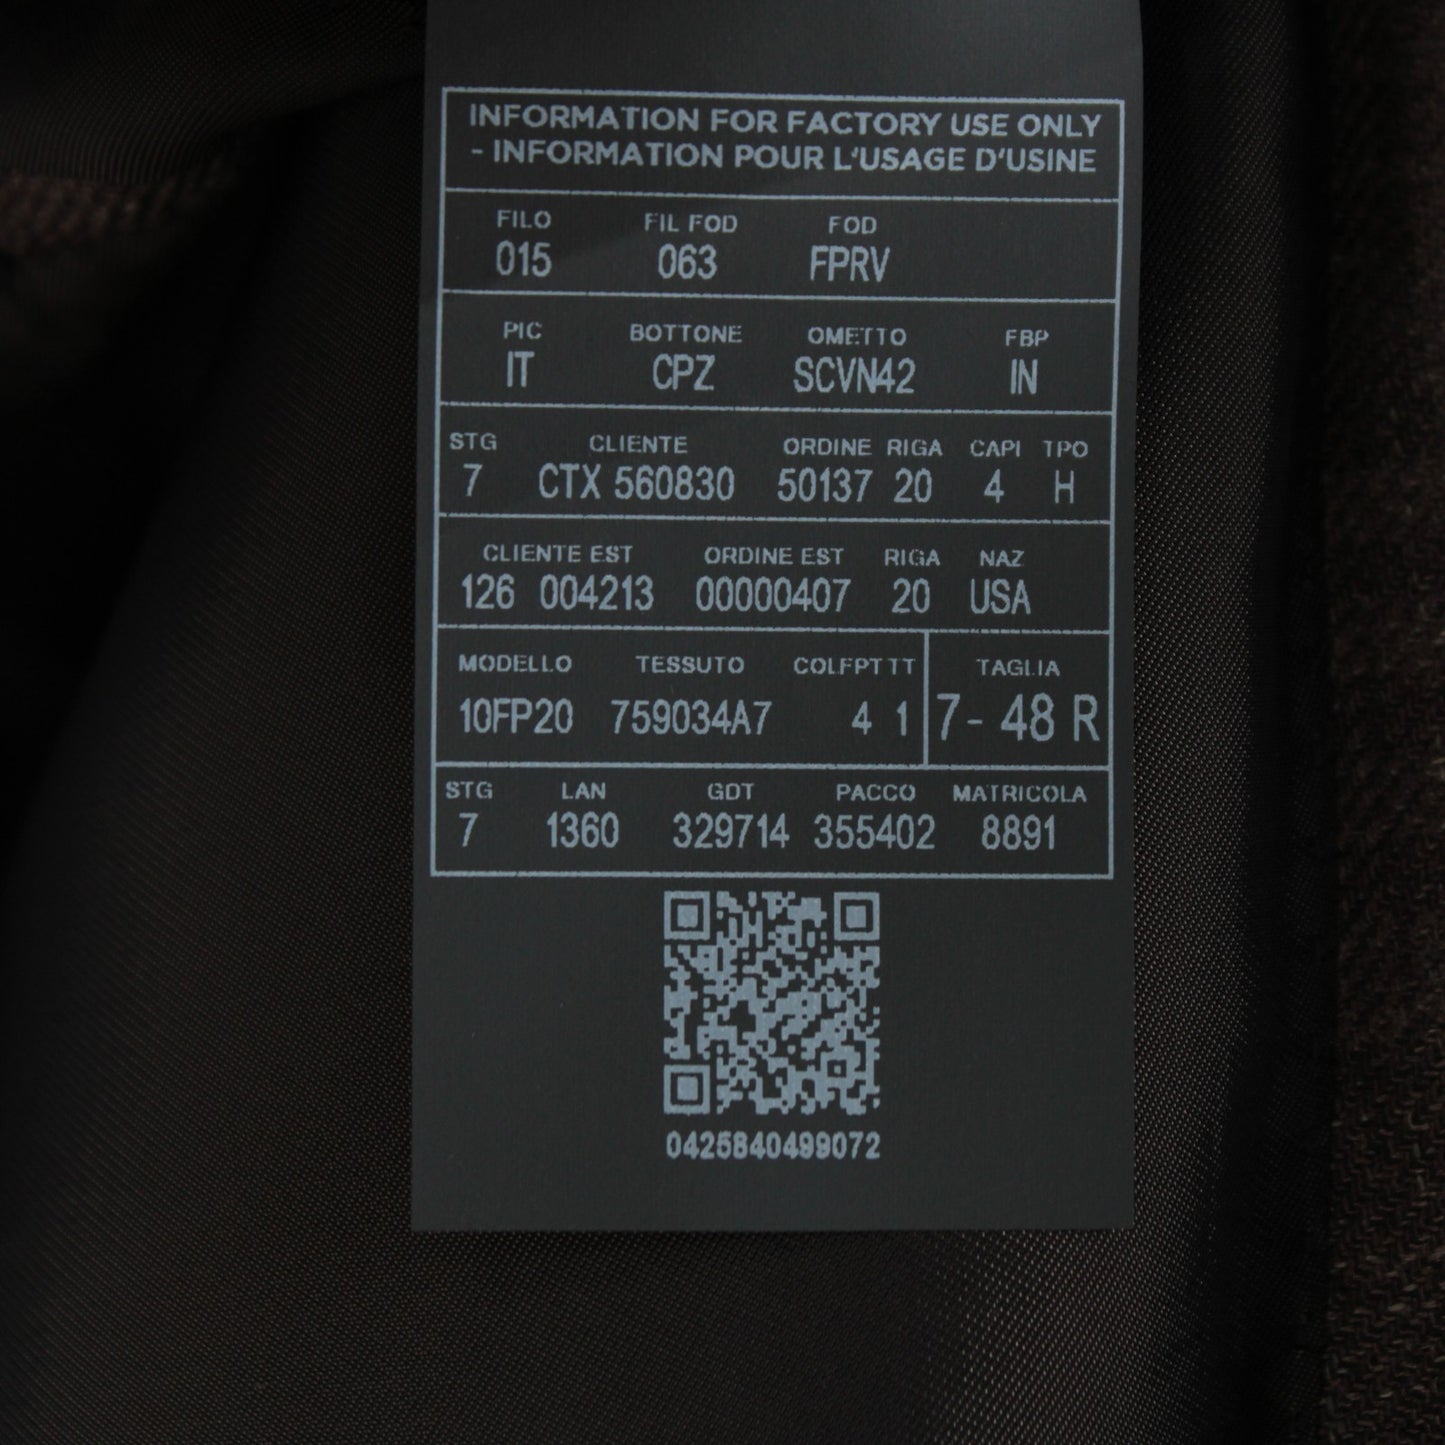 INFORMATION FOR FACTORY USE ONLY
- INFORMATION POUR L'USAGE D'USINE
FILO FIL FOD FOD
015 063 FPRV
PIC BOTTONE OMETTO FBP
IT CPZ SCVN42 IN
STG CLIENTE ORDINE RIGA CAPI TPO
7 CTX 560830 50137 20 4 H
CLIENTE EST ORDINE EST RIGA NAZ
126 004213 00000407 20 USA
MODELLO TESSUTO COLFPTTT TAGLIA
10FP20 759034A7 4 1 7- 48 R
STG LAN GDT PACCO MATRICOLA
7 1360 329714 355402 8891
0425840499072